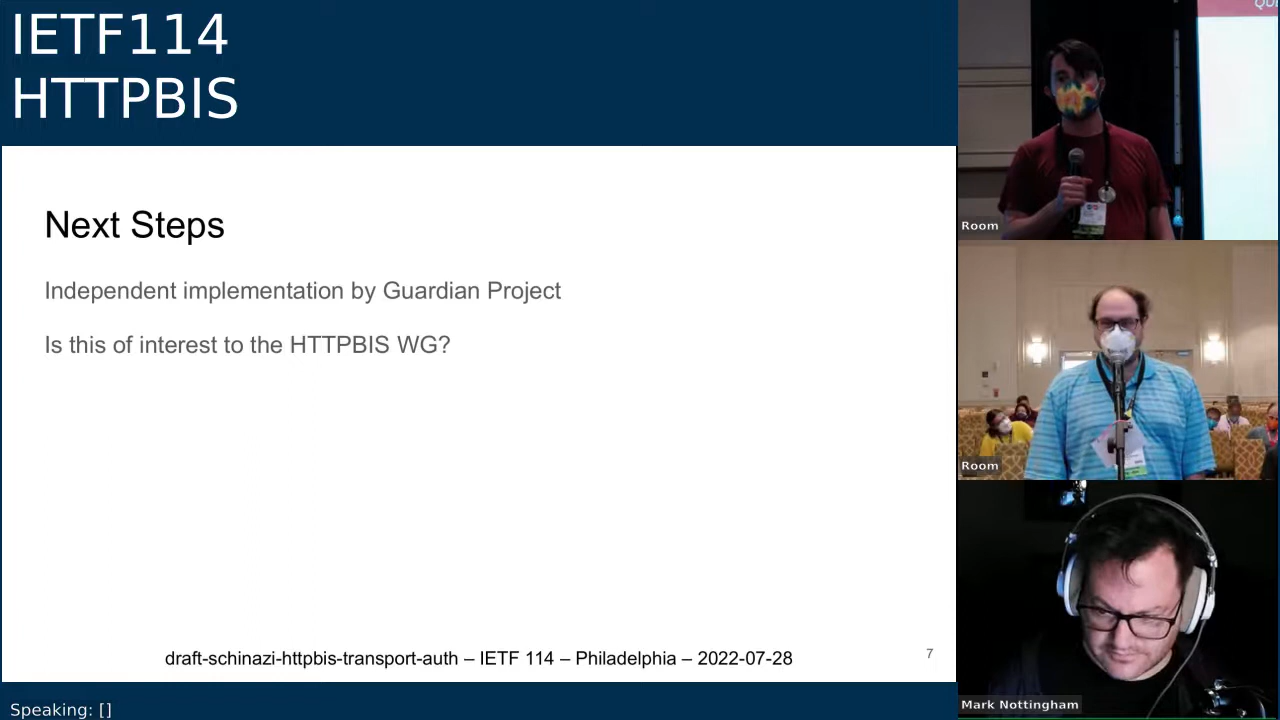 IETF114
HTTPBIS
Next Steps
Independent implementation by Guardian Project
Is this of interest to the HTTPBIS WG?
draft-schinazi-httpbis-transport-auth – IETF 114 – Philadelphia – 2022-07-28
7
Speaking: []
Room
Room
Mark Nottingham